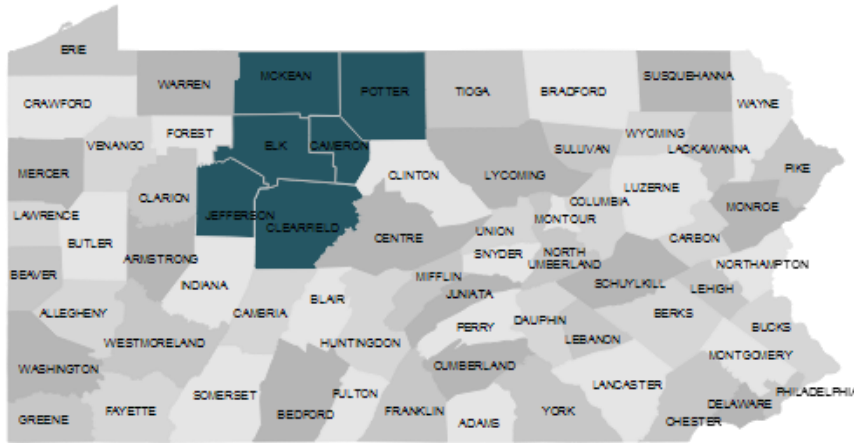 ERIE
WARREN
MCKEAN
POTTER
TIOGA
BRADFORD
SUSQUEHANNA
WAYNE
CRAWFORD
FOREST
VENANGO
ELK
CAMERON
WYOMING
LACKAWANNA
SULLIVAN
PIKE
MERCER
CLINTON
LYCOMING
LUZERNE
CLARION
COLUMBIA
MONROE
LAWRENCE
JEFFERSON
MONTOUR
CLEARFIELD
UNION
CENTRE
CARBON
BUTLER
SNYDER
NORTH
UMBERLAND
ARMSTRONG
NORTHAMPTON
BEAVER
INDIANA
MIFFLIN
SCHUYLKILL
LEHIGH
JUNIATA
BLAIR
ALLEGHENY
CAMBRIA
DAUPHIN
BERKS
PERRY
BUCKS
WESTMORELAND
HUNTINGDON
LEBANON
MONTGOMERY
CUMBERLAND
WASHINGTON
LANCASTER
PHILADELPHIA
SOMERSET
FULTON
DELAWARE
GREENE
FAYETTE
BEDFORD
FRANKLIN
YORK
ADAMS
CHESTER